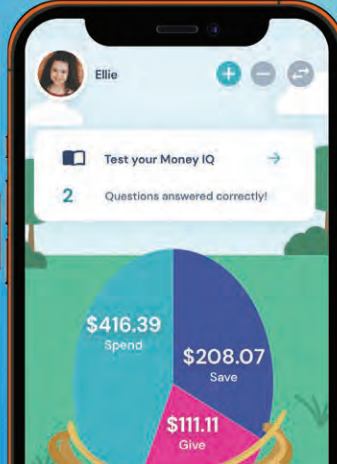 Ellie
Test your Money IQ
2 Questions answered correctly!
$416.39
Spend
$208.07
Save
$111.11
Give